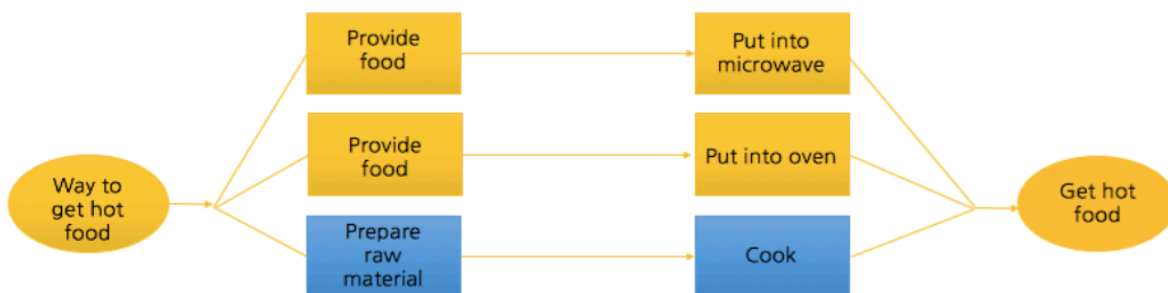 Provide
food
Put into
microwave
Provide
food
Put into oven
Way to
get hot
food
Get hot
food
Prepare
raw
material
Cook